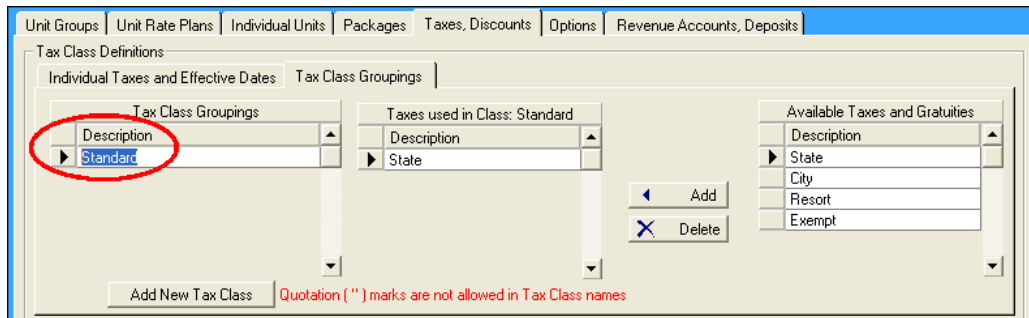 Unit Groups Unit Rate Plans Individual Units Packages Taxes, Discounts Options Revenue Accounts, Deposits
Tax Class Definitions
Individual Taxes and Effective Dates Tax Class Groupings
Tax Class Groupings
Description
Standard
Taxes used in Class: Standard
Description
State
Add
Delete
Available Taxes and Gratuities
Description
State
City
Resort
Exempt
Add New Tax Class
Quotation ( " ) marks are not allowed in Tax Class names